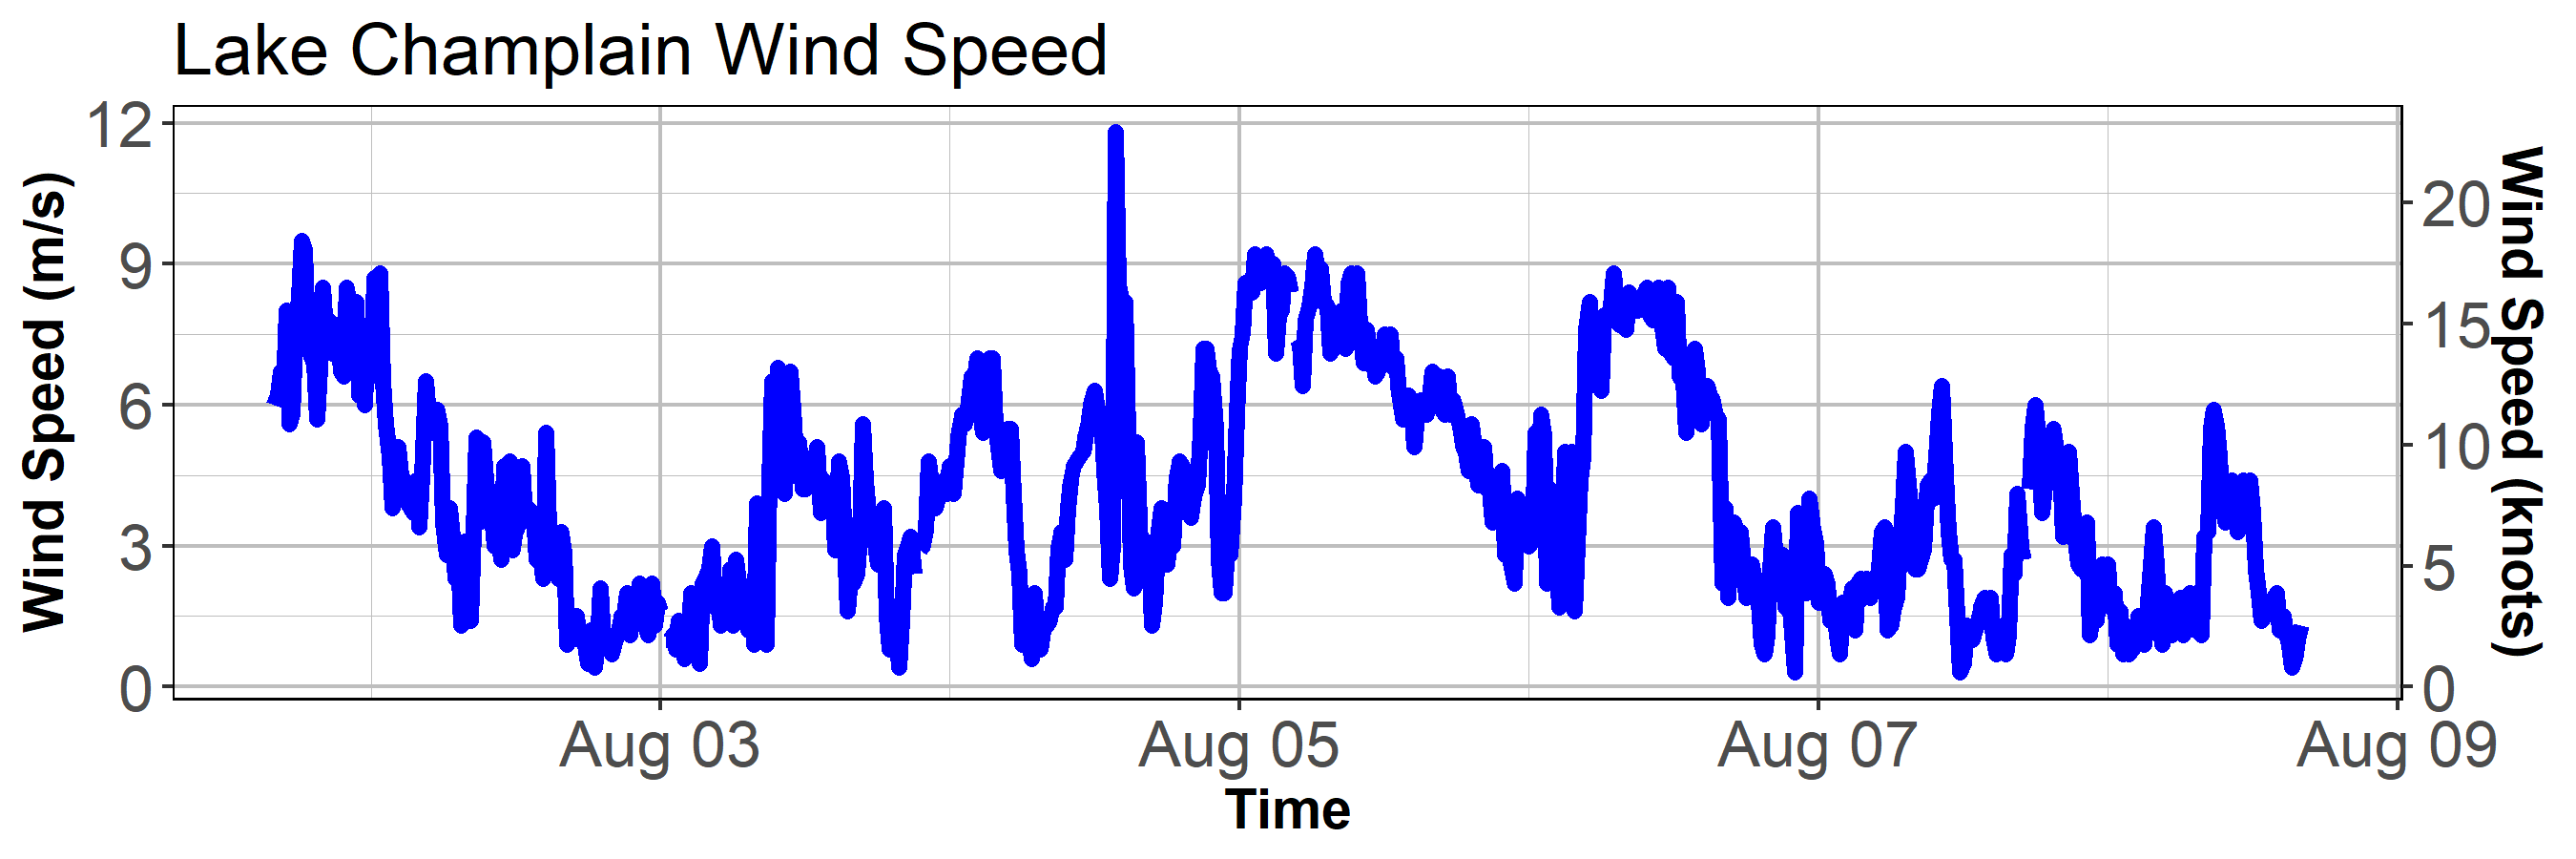 Lake Champlain Wind Speed
Wind Speed (m/s)
12
9
6
3
0
20
15
10
5
0
Wind Speed (knots)
Aug 03
Aug 05
Aug 07
Aug 09
Time